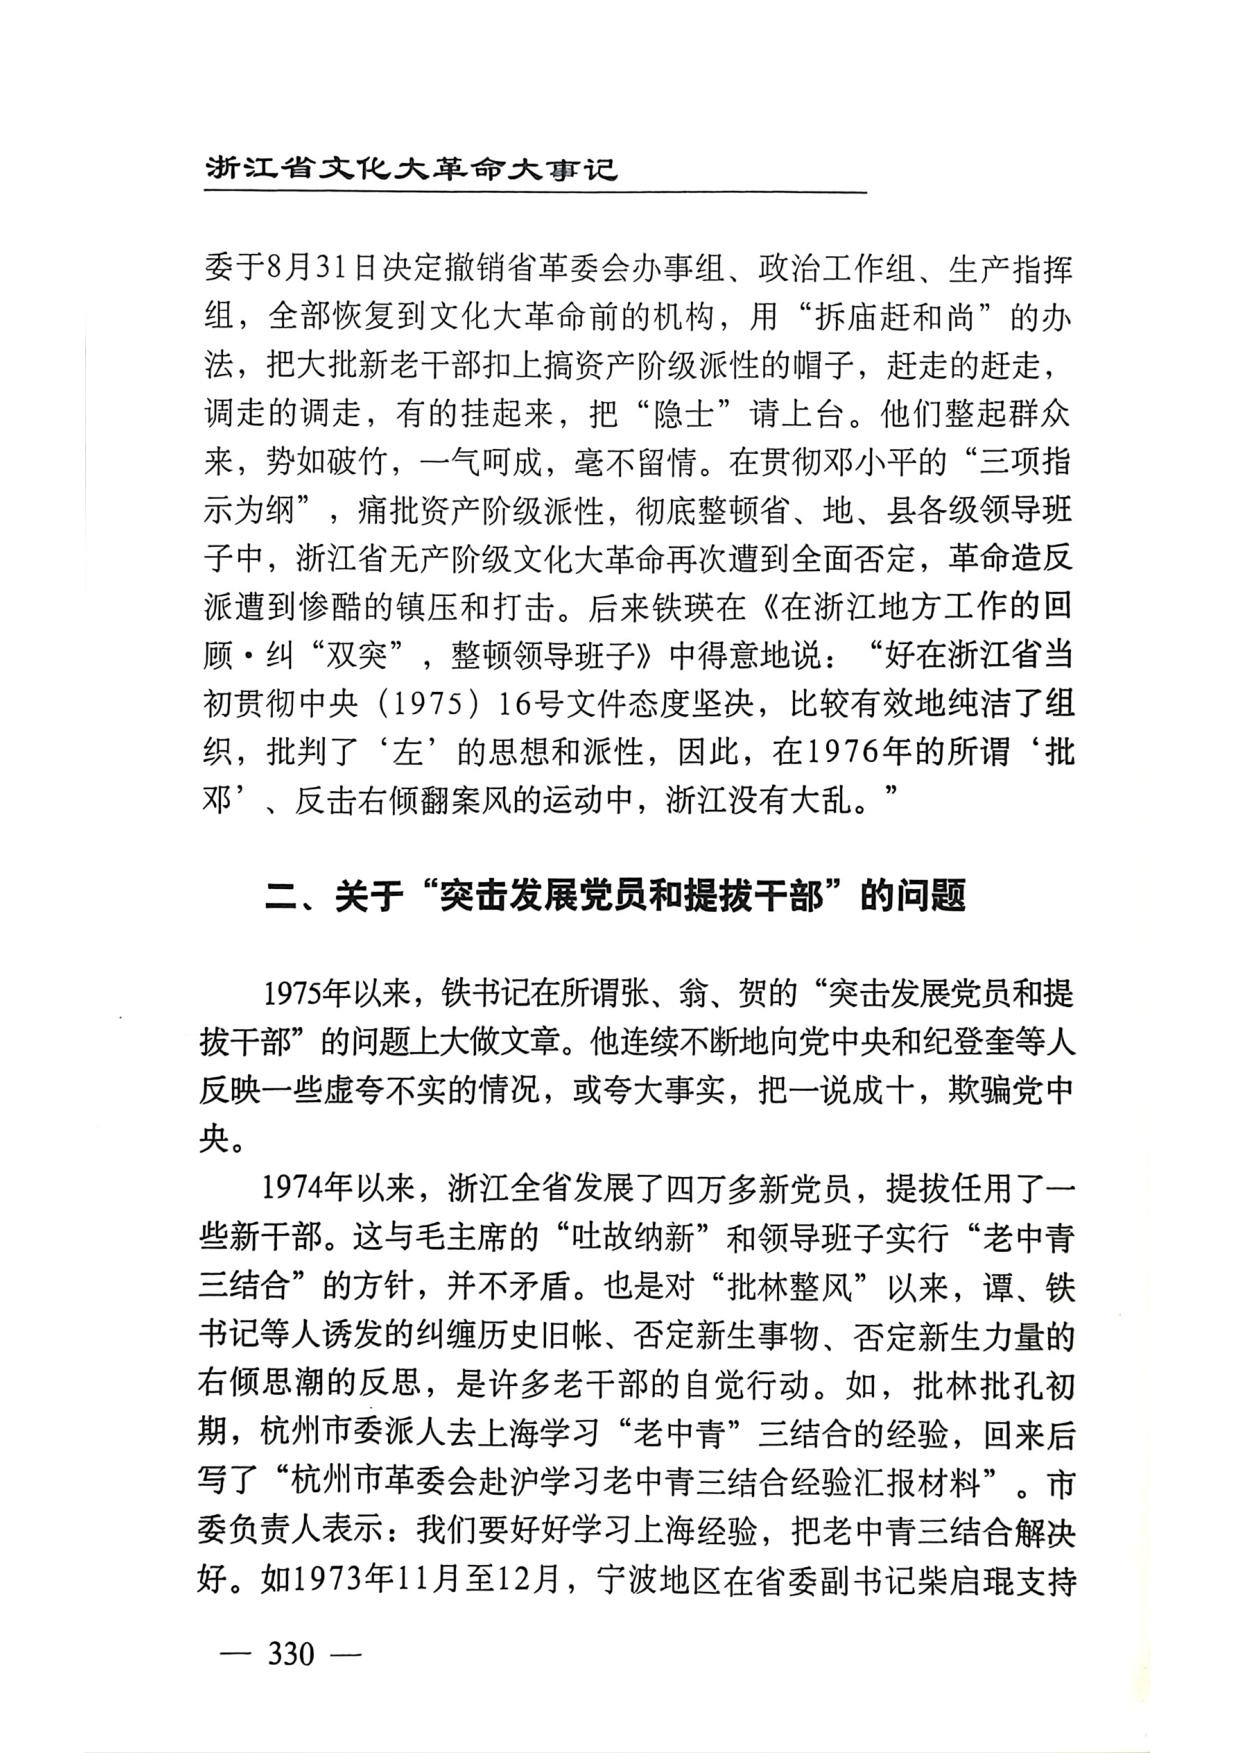 浙江省文化大革命大事记
委于8月31日决定撤销省革委会办事组、政治工作组、生产指挥
组，全部恢复到文化大革命前的机构，用“拆庙赶和尚”的办
法，把大批新老干部扣上搞资产阶级派性的帽子，赶走的赶走，
调走的调走，有的挂起来，把“隐士”请上台。他们整起群众
来，势如破竹，一气呵成，毫不留情。在贯彻邓小平的“三项指
示为纲”，痛批资产阶级派性，彻底整顿省、地、县各级领导班
子中，浙江省无产阶级文化大革命再次遭到全面否定，革命造反
派遭到惨酷的镇压和打击。后来铁瑛在《在浙江地方工作的回
顾·纠“双突”，整顿领导班子》中得意地说：“好在浙江省当
初贯彻中央（1975）16号文件态度坚决，比较有效地纯洁了组
织，批判了‘左’的思想和派性，因此，在1976年的所谓‘批
邓’、反击右倾翻案风的运动中，浙江没有大乱。”
二、关于“突击发展党员和提拔干部”的问题
1975年以来，铁书记在所谓张、翁、贺的“突击发展党员和提
拔干部”的问题上大做文章。他连续不断地向党中央和纪登奎等人
反映一些虚夸不实的情况，或夸大事实，把一说成十，欺骗党中
央。
1974年以来，浙江全省发展了四万多新党员，提拔任用了一
些新干部。这与毛主席的“吐故纳新”和领导班子实行“老中青
三结合”的方针，并不矛盾。也是对“批林整风”以来，谭、铁
书记等人诱发的纠缠历史旧帐、否定新生事物、否定新生力量的
右倾思潮的反思，是许多老干部的自觉行动。如，批林批孔初
期，杭州市委派人去上海学习“老中青”三结合的经验，回来后
写了“杭州市革委会赴沪学习老中青三结合经验汇报材料”。市
委负责人表示：我们要好好学习上海经验，把老中青三结合解决
好。如1973年11月至12月，宁波地区在省委副书记柴启琨支持
— 330 —